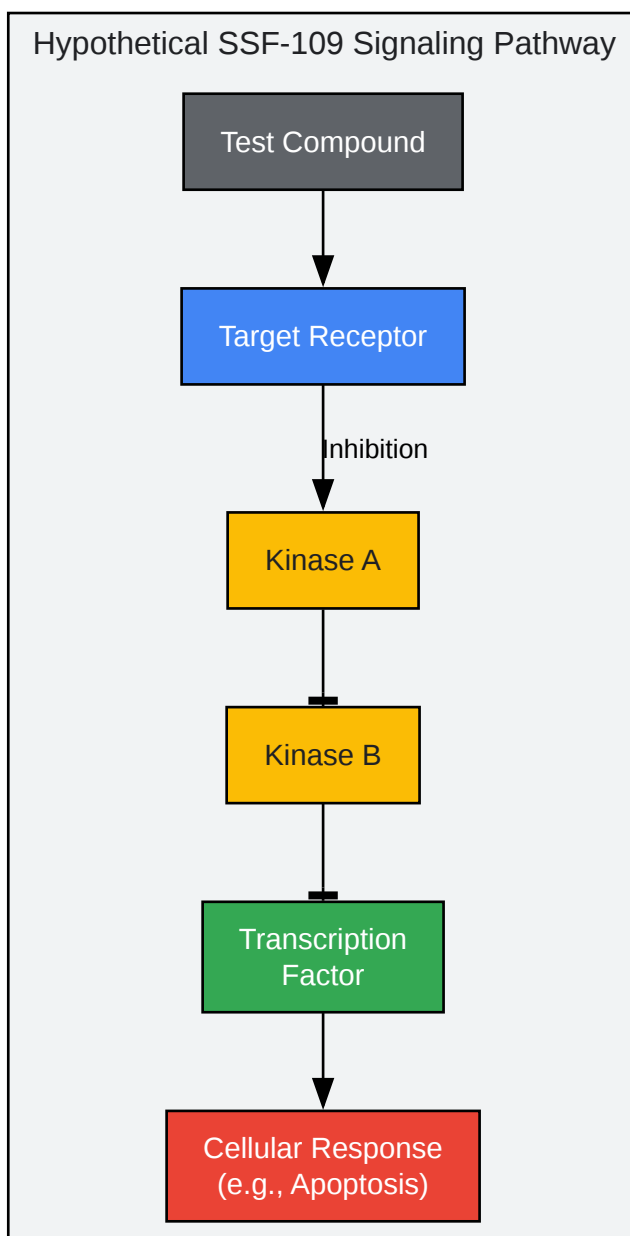 Hypothetical SSF-109 Signaling Pathway
Test Compound
Target Receptor
Inhibition
Kinase A
Kinase B
Transcription
Factor
Cellular Response
(e.g., Apoptosis)